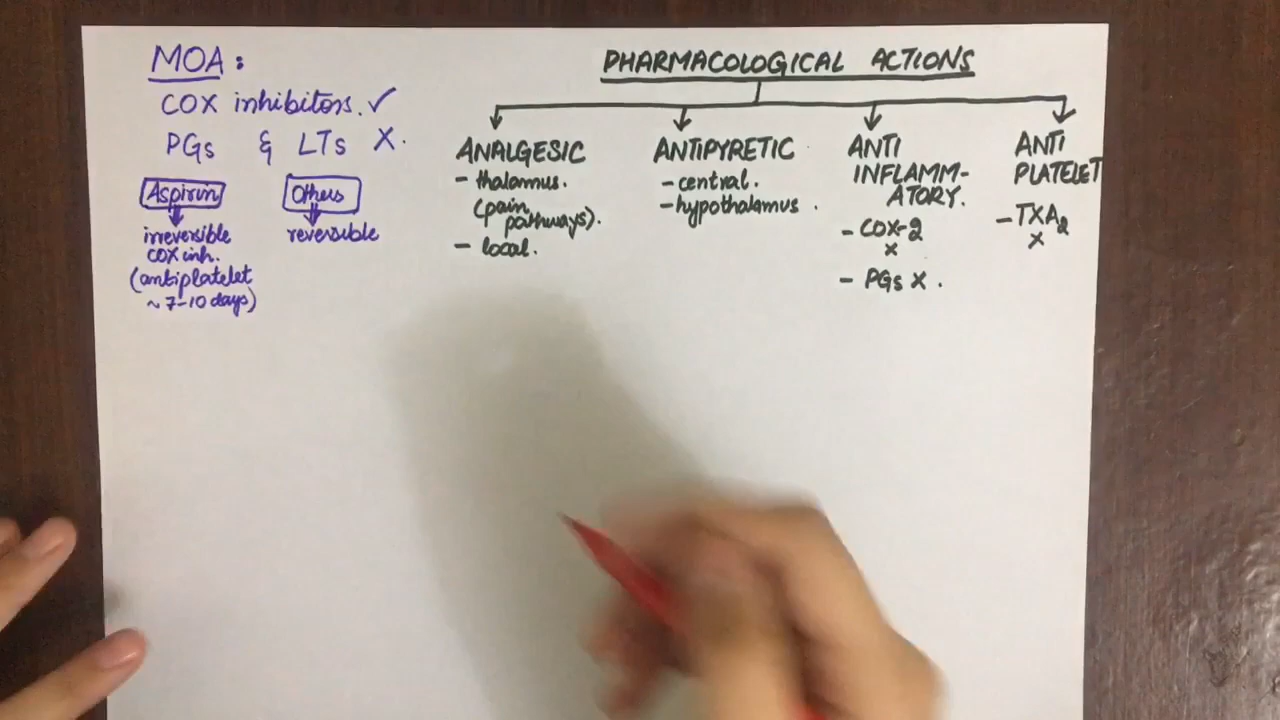 MOA:
COX inhibitors. ✓
PGs & LTs X.
Aspirin
irreversible
COX inh.
(antiplatelet
~ 7-10 days)
Others
reversible
PHARMACOLOGICAL ACTIONS
ANALGESIC
- thalamus.
(pain
pathways).
- local.
ANTIPYRETIC
- central.
- hypothalamus.
ANTI
INFLAMM-
ATORY.
- COX-2
X
- PGs X.
ANTI
PLATELET
- TXA2
X